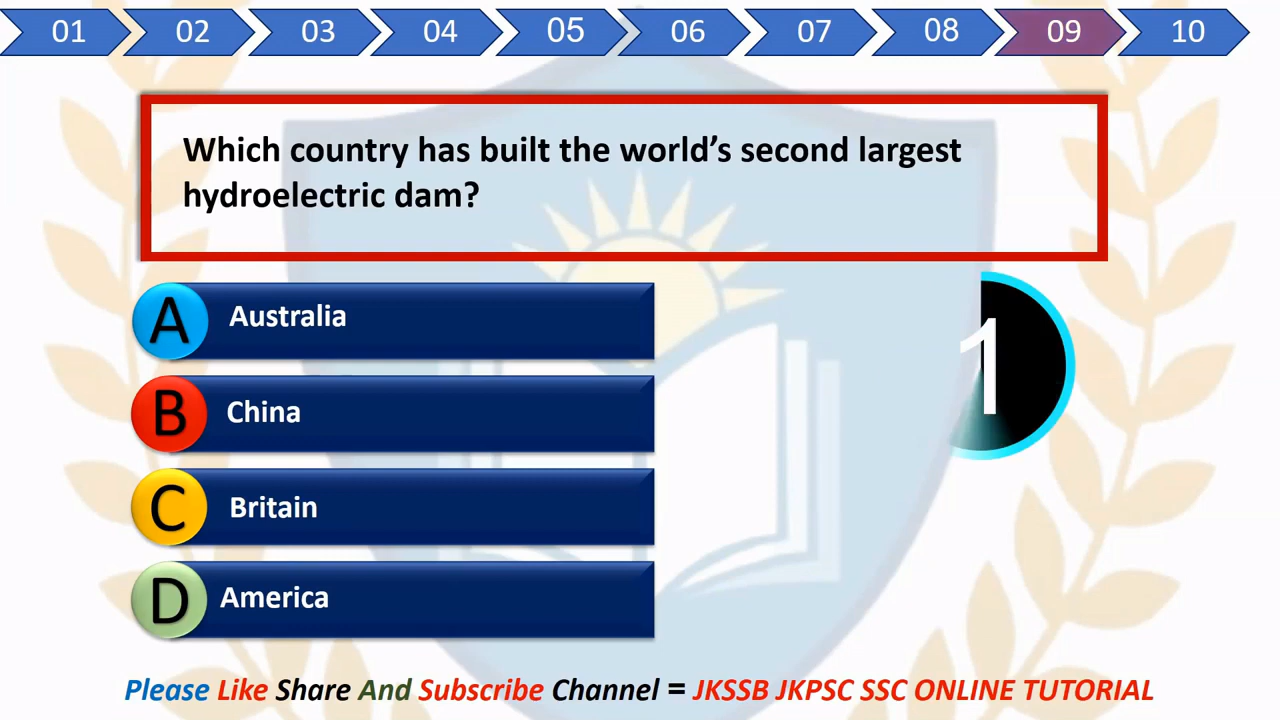 01 02 03 04 05 06 07 08 09 10
Which country has built the world’s second largest
hydroelectric dam?
A Australia
1
B China
C Britain
D America
Please Like Share And Subscribe Channel = JKSSB JKPSC SSC ONLINE TUTORIAL